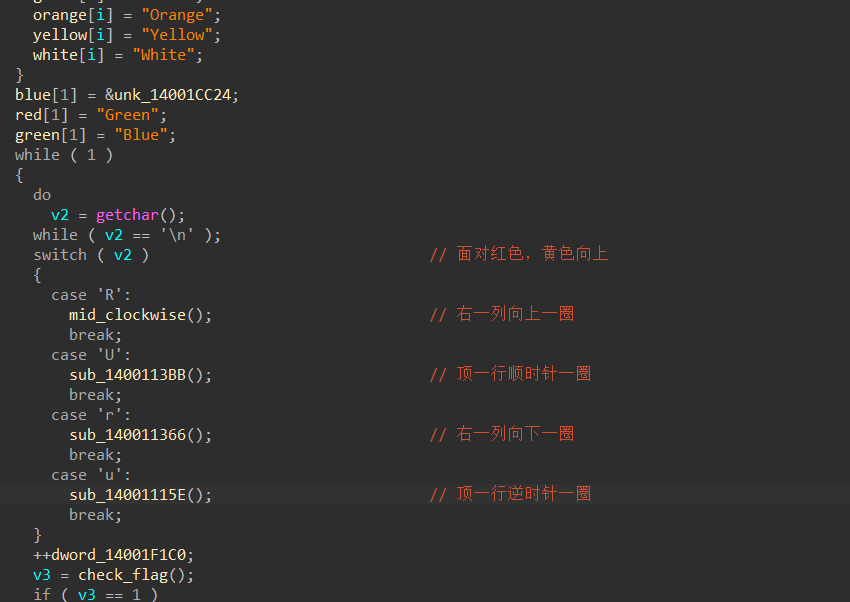 orange[i] = "Orange";
yellow[i] = "Yellow";
white[i] = "White";
}
blue[1] = &unk_14001CC24;
red[1] = "Green";
green[1] = "Blue";
while ( 1 )
{
do
v2 = getchar();
while ( v2 == '\n' );
switch ( v2 ) // 面对红色，黄色向上
{
case 'R':
mid_clockwise(); // 右一列向上一圈
break;
case 'U':
sub_1400113BB(); // 顶一行顺时针一圈
break;
case 'r':
sub_140011366(); // 右一列向下一圈
break;
case 'u':
sub_14001115E(); // 顶一行逆时针一圈
break;
}
++dword_14001F1C0;
v3 = check_flag();
if ( v3 == 1 )